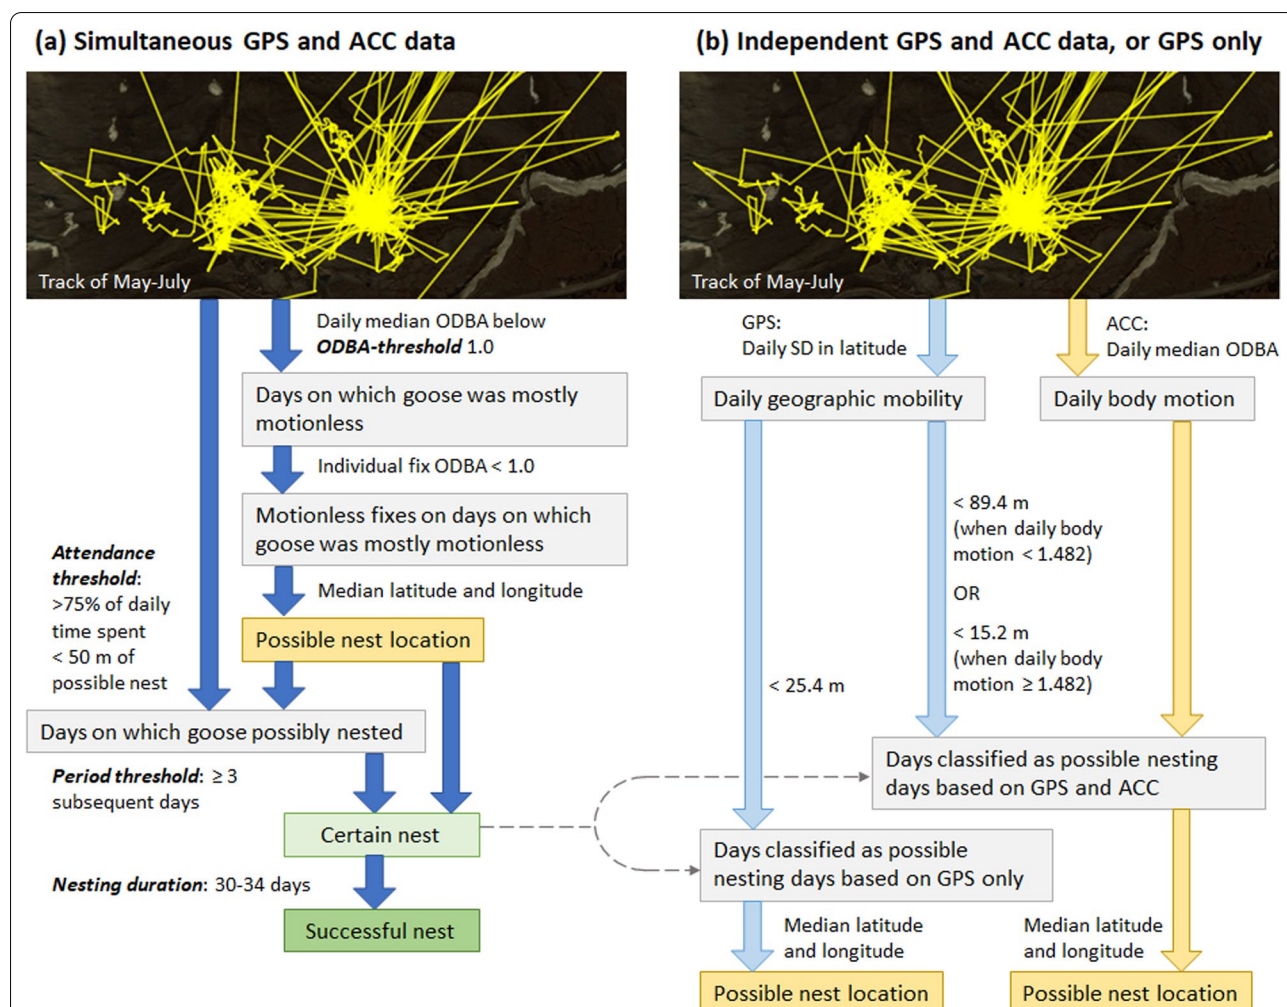 (a) Simultaneous GPS and ACC data
Track of May-July
Daily median ODBA below
ODBA-threshold 1.0
Days on which goose was mostly
motionless
Individual fix ODBA < 1.0
Motionless fixes on days on which
goose was mostly motionless
Attendance
threshold:
>75% of daily
time spent
< 50 m of
possible nest
Median latitude and longitude
Possible nest location
Days on which goose possibly nested
Period threshold: ≥ 3
subsequent days
Certain nest
Nesting duration: 30-34 days
Successful nest
(b) Independent GPS and ACC data, or GPS only
Track of May-July
GPS:
Daily SD in latitude
ACC:
Daily median ODBA
Daily geographic mobility
Daily body motion
< 89.4 m
(when daily body
motion < 1.482)
OR
< 15.2 m
(when daily body
motion ≥ 1.482)
< 25.4 m
Days classified as possible nesting
days based on GPS and ACC
Days classified as possible
nesting days based on GPS only
Median latitude
and longitude
Median latitude
and longitude
Possible nest location
Possible nest location